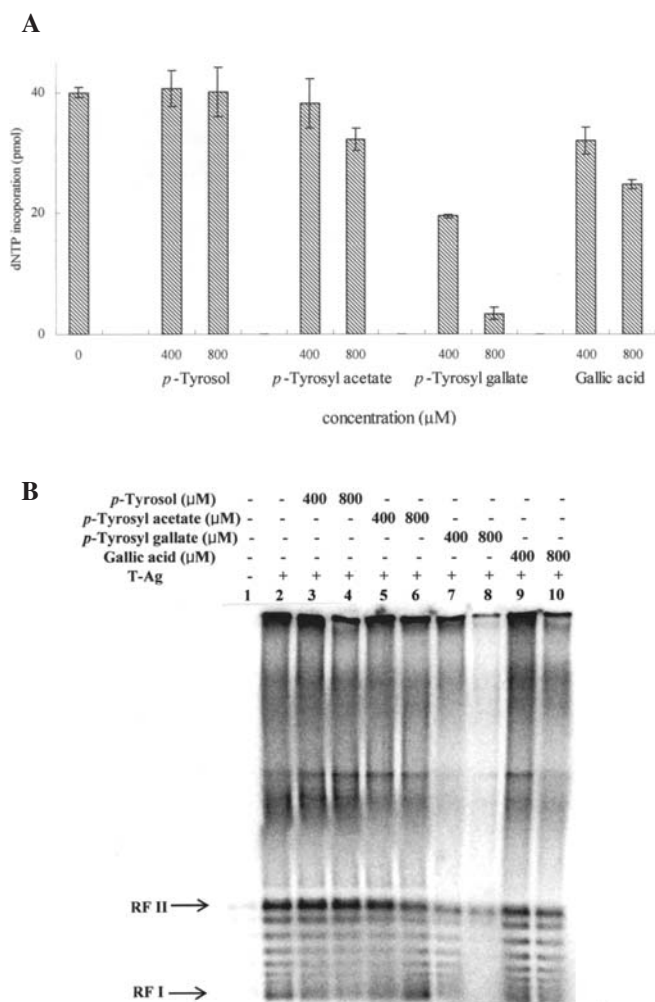 A
dNTP incoporation (pmol)
40
20
0
0 400 800 400 800 400 800 400 800
p-Tyrosol p-Tyrosyl acetate p-Tyrosyl gallate Gallic acid
concentration (µM)
B
p-Tyrosol (µM) - - 400 800 - - - - - -
p-Tyrosyl acetate (µM) - - - - 400 800 - - - -
p-Tyrosyl gallate (µM) - - - - - - 400 800 - -
Gallic acid (µM) - - - - - - - - 400 800
T-Ag - + + + + + + + + +
1 2 3 4 5 6 7 8 9 10
RF II
RF I